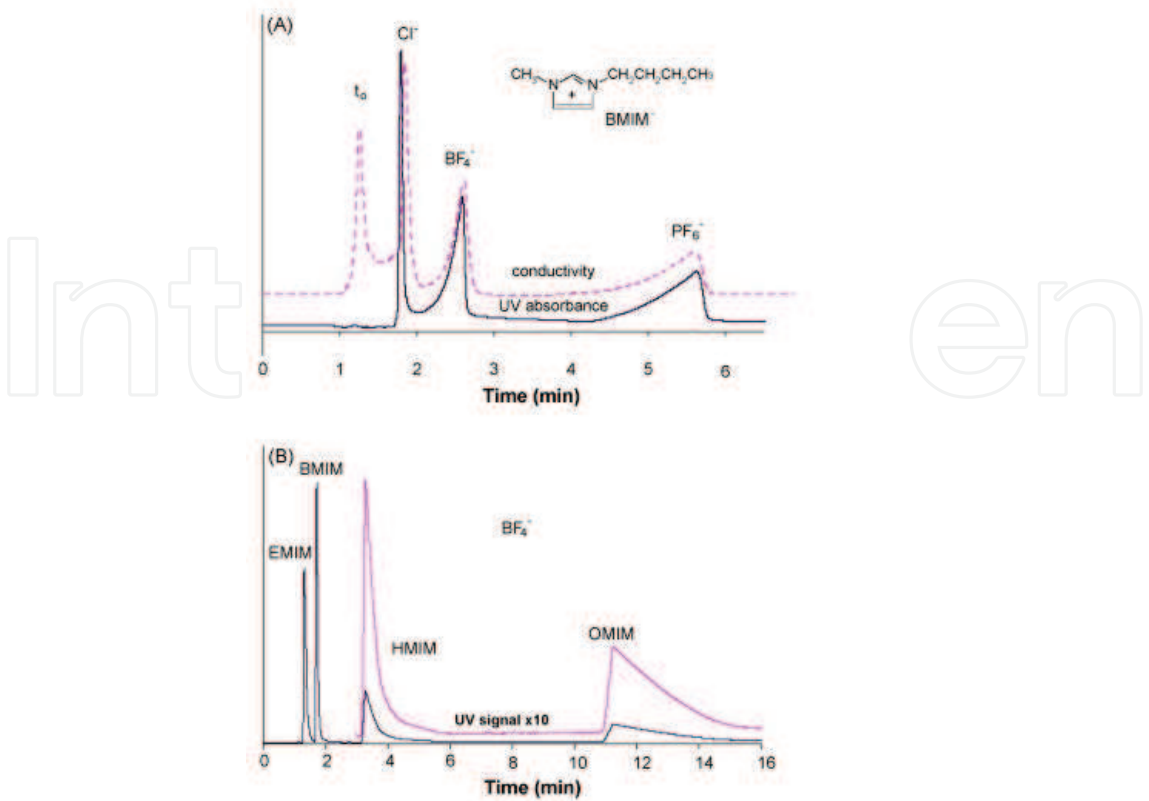 (A)
Cl⁻
t₀
CH₃ N N CH₂CH₂CH₂CH₃
+
BMIM⁻
BF₄⁻
PF₆⁻
conductivity
UV absorbance
0 1 2 3 4 5 6
Time (min)
Int en
(B)
BMIM
EMIM
BF₄⁻
HMIM
OMIM
UV signal x10
0 2 4 6 8 10 12 14 16
Time (min)